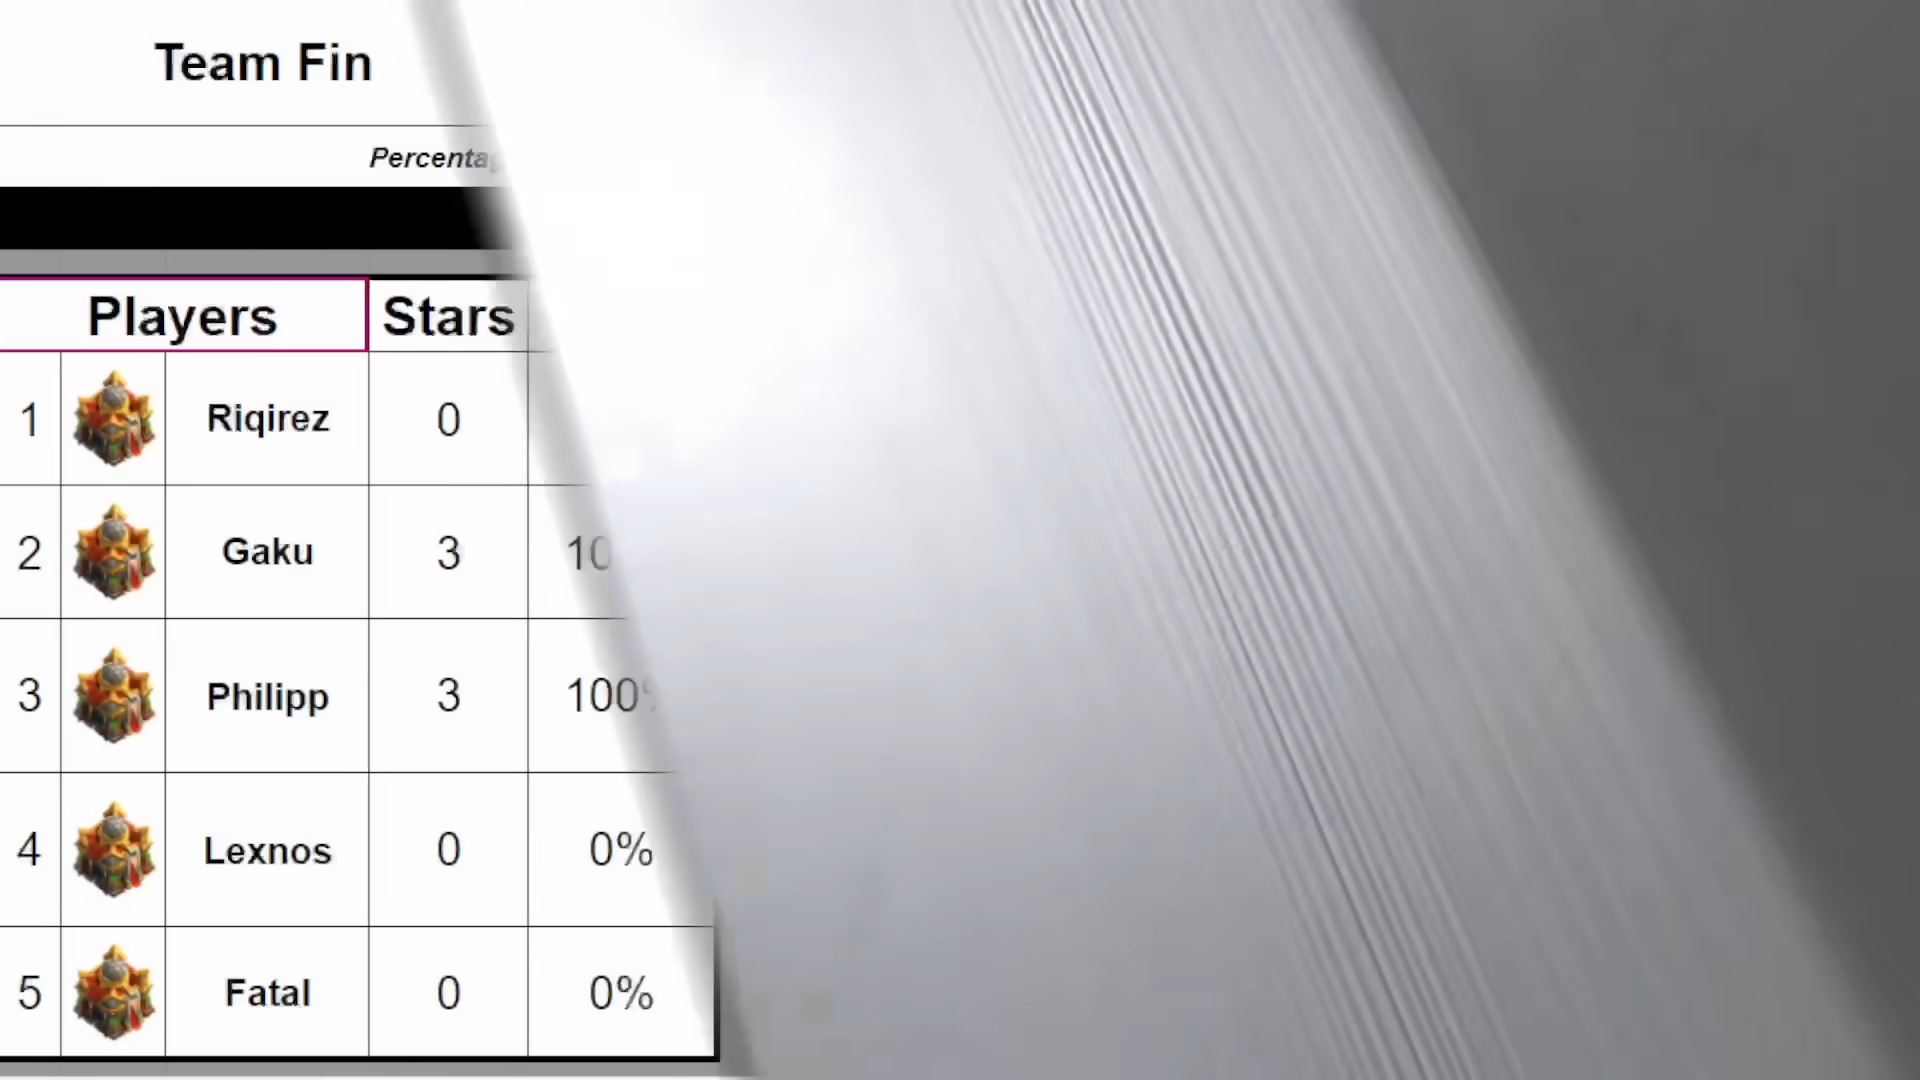 Team Fin
Players Stars
1 Riqirez 0
2 Gaku 3
3 Philipp 3
4 Lexnos 0 0%
5 Fatal 0 0%